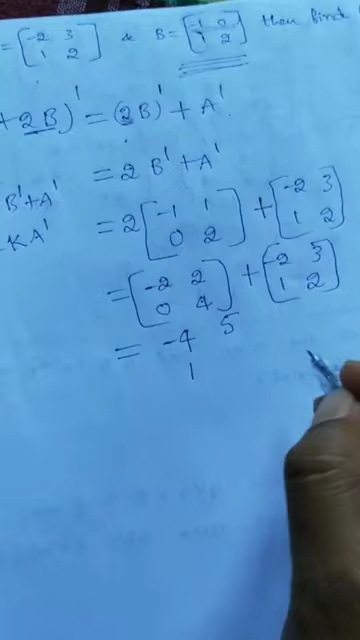 = [-2 3 & B = [-1 0 then find
1 2] 1 2]
+ 2B)' = (2B)' + A'
= 2B' + A'
B' + A'
KA'
= 2 [-1 1 + [-2 3
0 2] 1 2]
= [-2 2 + [-2 3
0 4] 1 2]
= -4 5
1